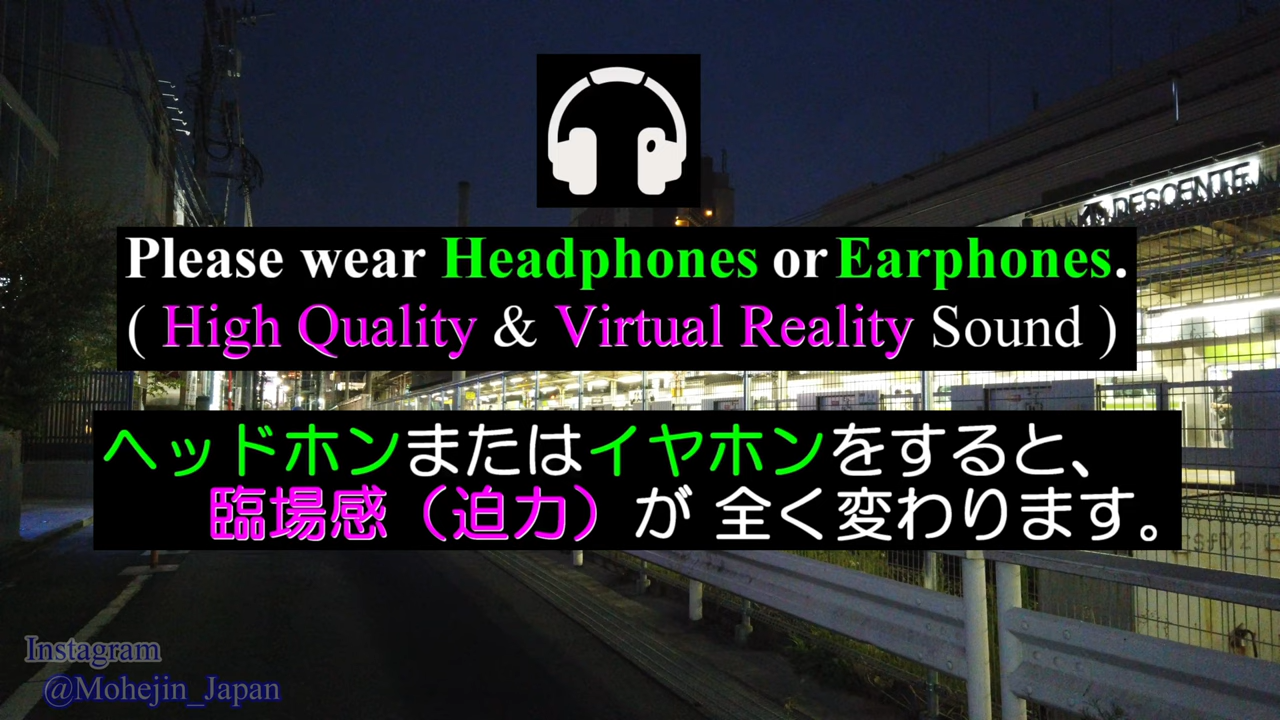 DESCENTE
Please wear Headphones or Earphones.
( High Quality & Virtual Reality Sound )
ヘッドホンまたはイヤホンをすると、
臨場感（迫力）が 全く変わります。
Instagram
@Mohejin_Japan